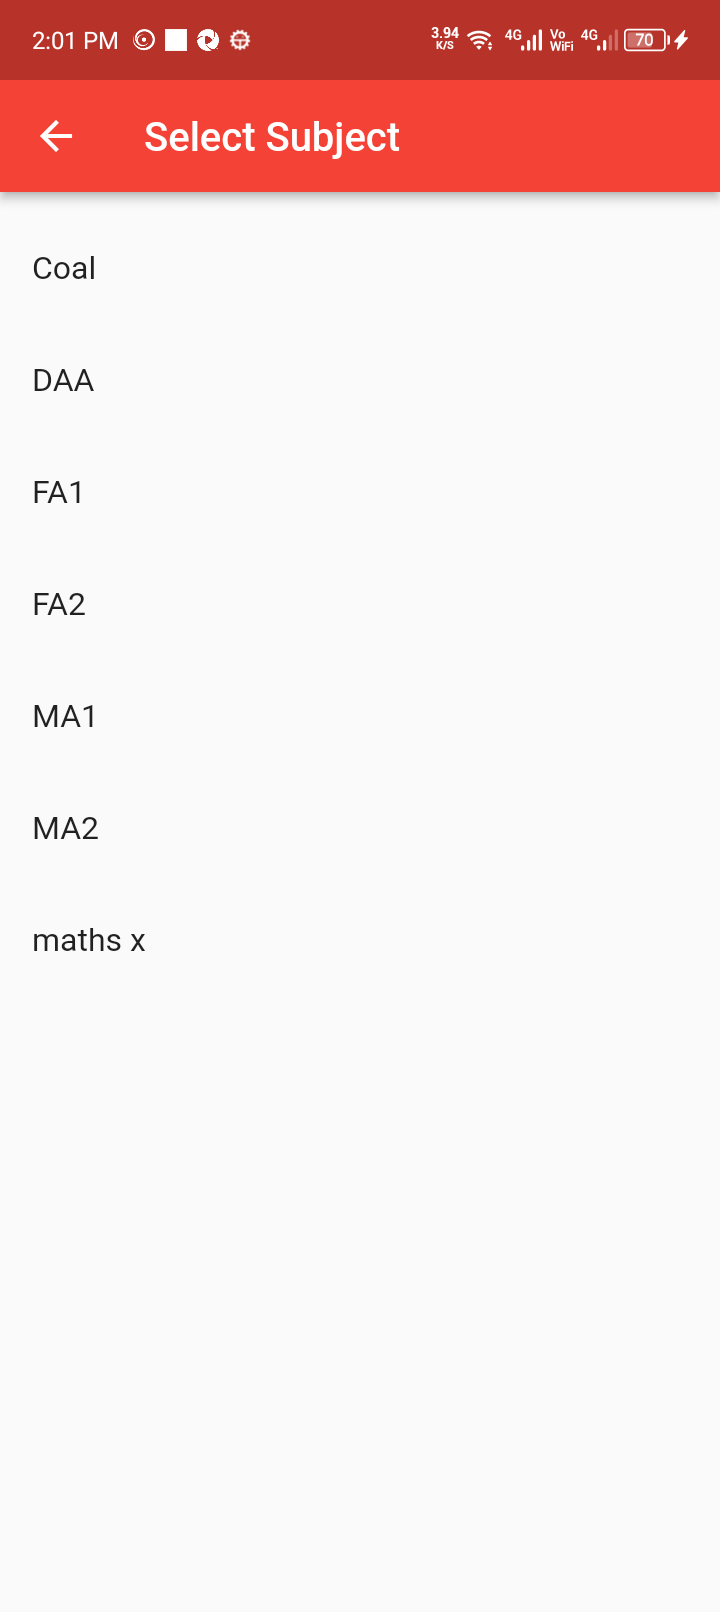 2:01 PM 3.94 K/S 4G Vo WiFi 4G 70
Select Subject
Coal
DAA
FA1
FA2
MA1
MA2
maths x